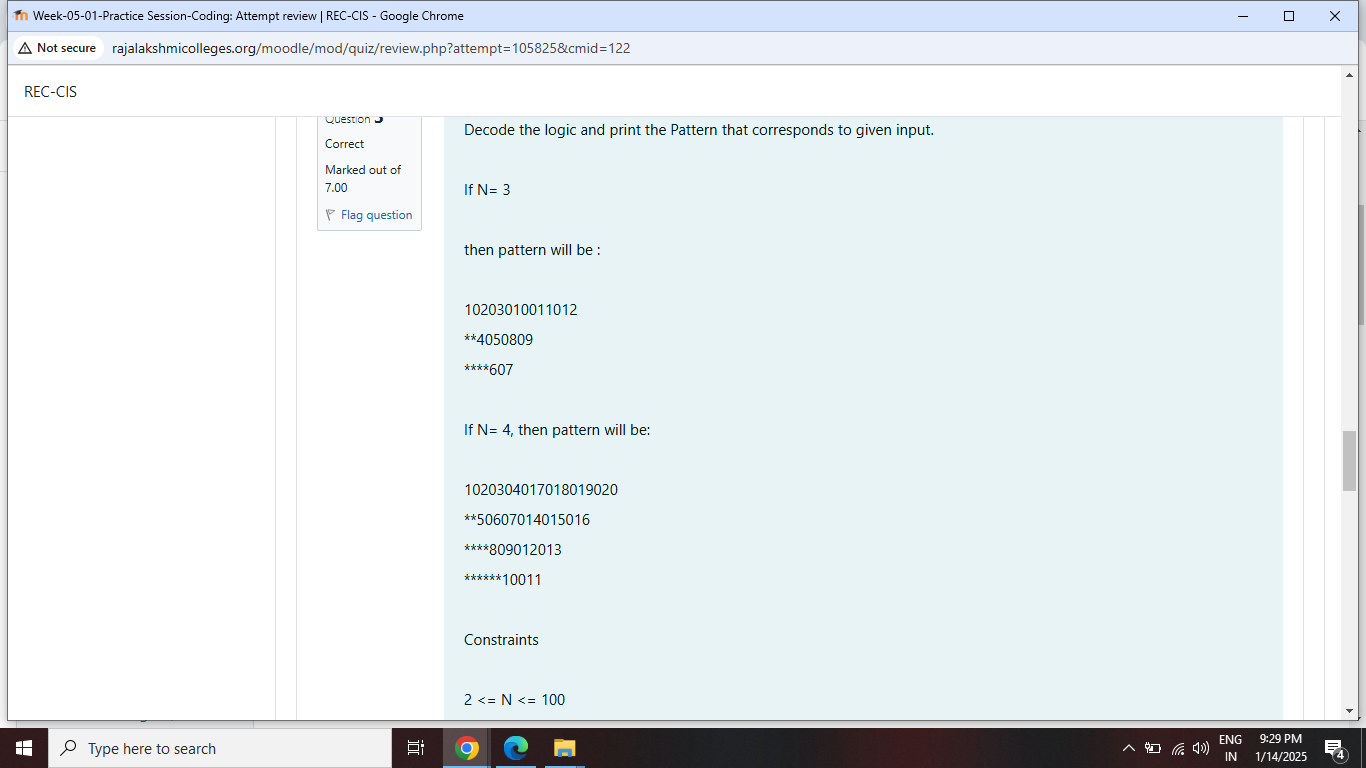 Week-05-01-Practice Session-Coding: Attempt review | REC-CIS - Google Chrome
Not secure rajalakshmicolleges.org/moodle/mod/quiz/review.php?attempt=105825&cmid=122
REC-CIS
Question
Correct
Marked out of
7.00
Flag question
Decode the logic and print the Pattern that corresponds to given input.
If N= 3
then pattern will be :
10203010011012
**4050809
****607
If N= 4, then pattern will be:
1020304017018019020
**50607014015016
****809012013
******10011
Constraints
2 <= N <= 100
Type here to search
ENG
IN
9:29 PM
1/14/2025
4